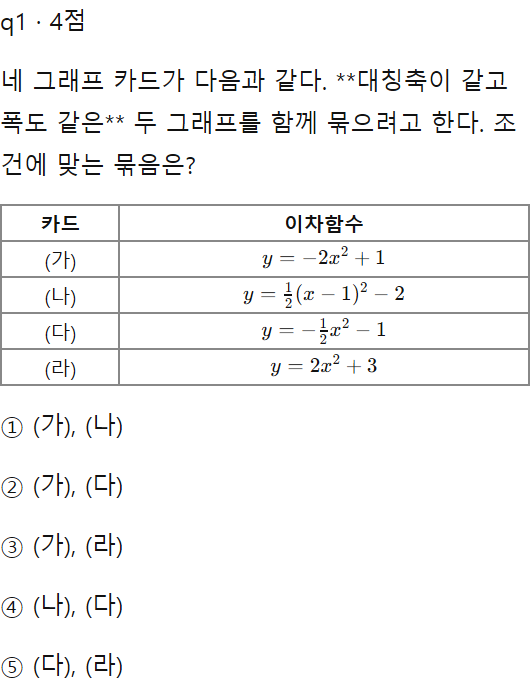 q1 · 4점
네 그래프 카드가 다음과 같다. **대칭축이 같고
폭도 같은** 두 그래프를 함께 묶으려고 한다. 조
건에 맞는 묶음은?
카드 이차함수
(가) y = −2x² + 1
(나) y = ½(x − 1)² − 2
(다) y = −½x² − 1
(라) y = 2x² + 3
① (가), (나)
② (가), (다)
③ (가), (라)
④ (나), (다)
⑤ (다), (라)